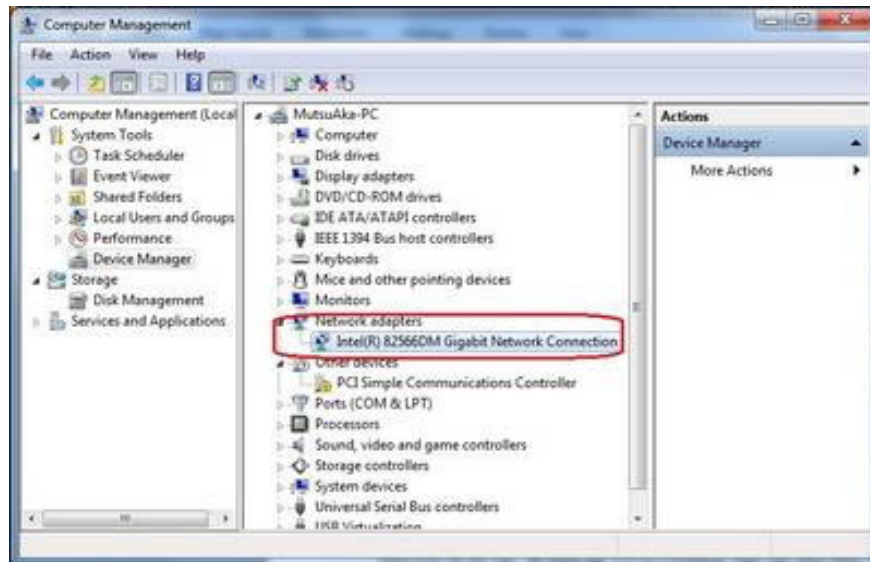 Computer Management
File Action View Help
Computer Management (Local
System Tools
Task Scheduler
Event Viewer
Shared Folders
Local Users and Groups
Performance
Device Manager
Storage
Disk Management
Services and Applications
MutsuAka-PC
Computer
Disk drives
Display adapters
DVD/CD-ROM drives
IDE ATA/ATAPI controllers
IEEE 1394 Bus host controllers
Keyboards
Mice and other pointing devices
Monitors
Network adapters
Intel(R) 82566DM Gigabit Network Connection
Other devices
PCI Simple Communications Controller
Ports (COM & LPT)
Processors
Sound, video and game controllers
Storage controllers
System devices
Universal Serial Bus controllers
USB Virtualization
Actions
Device Manager
More Actions